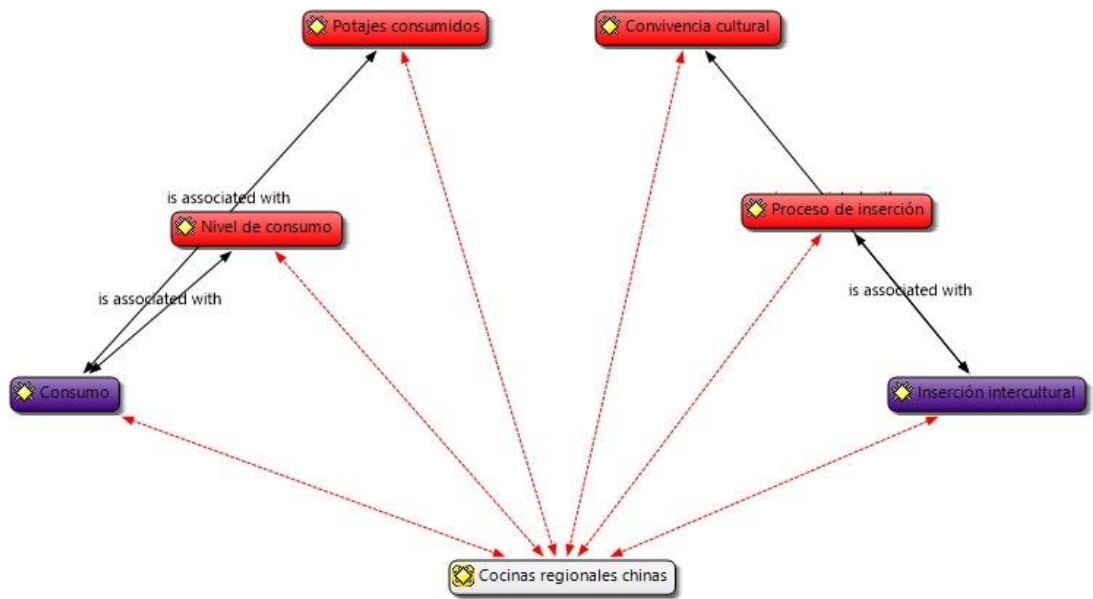 Potajes consumidos
Convivencia cultural
is associated with
Nivel de consumo
Proceso de inserción
is associated with
is associated with
Consumo
Inserción intercultural
Cocinas regionales chinas